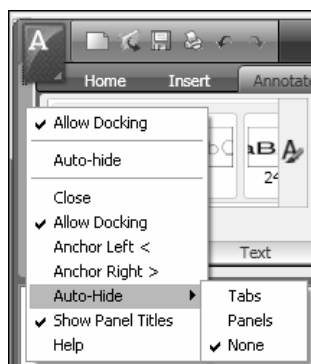 A
Home Insert Annotate
Allow Docking
Auto-hide
Close
Allow Docking
Anchor Left <
Anchor Right >
Auto-Hide
Show Panel Titles
Help
Tabs
Panels
None
aB A
24
Text